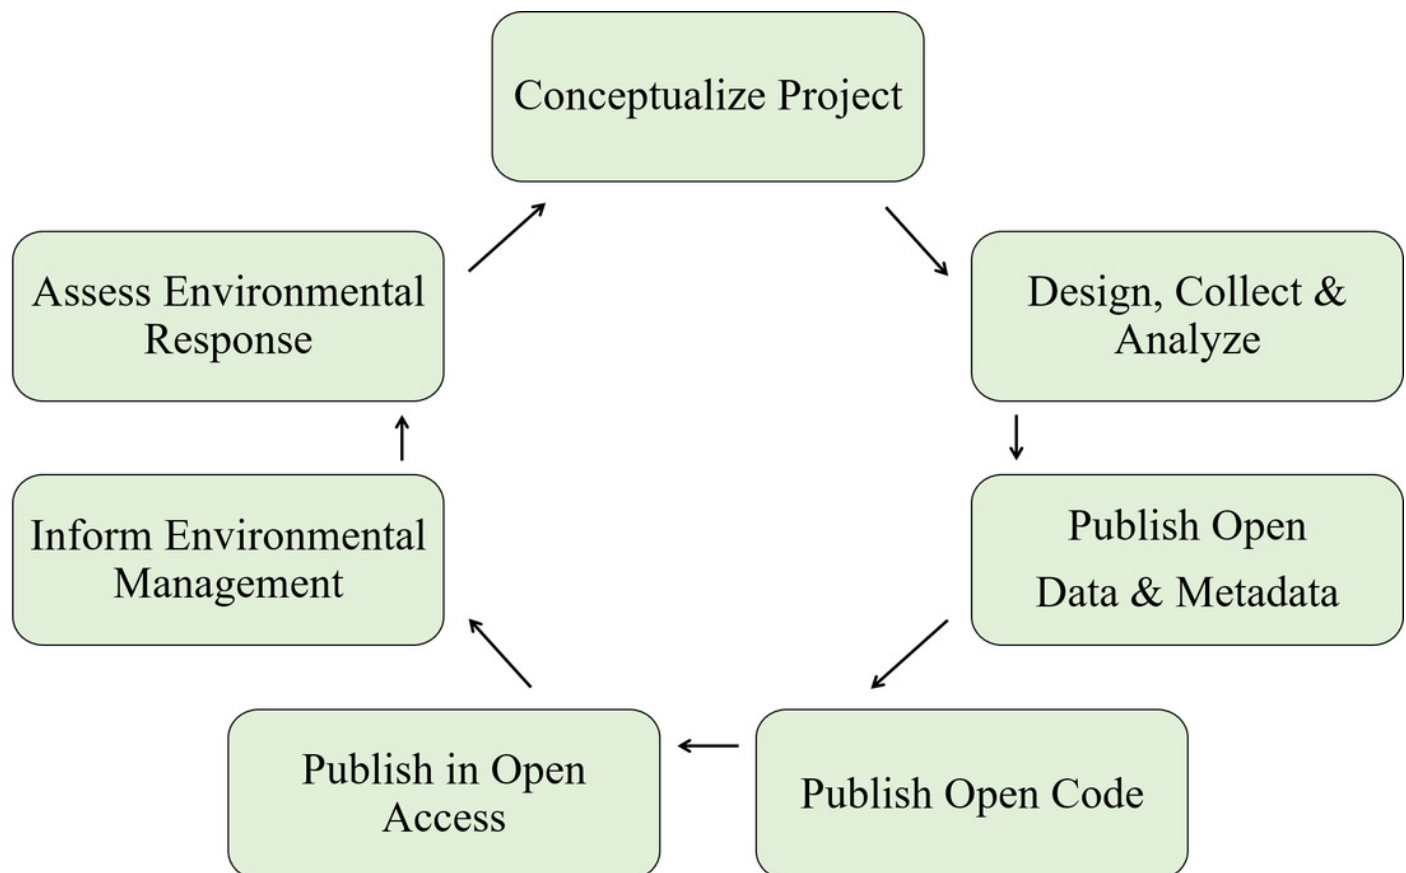 Conceptualize Project
Design, Collect &
Analyze
Publish Open
Data & Metadata
Publish Open Code
Publish in Open
Access
Inform Environmental
Management
Assess Environmental
Response